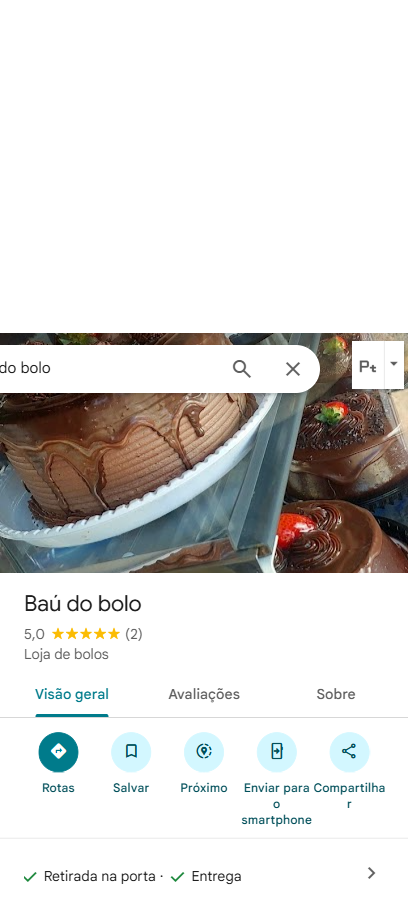 do bolo
Pt
Baú do bolo
5,0 ★★★★★ (2)
Loja de bolos
Visão geral Avaliações Sobre
Rotas Salvar Próximo Enviar para o smartphone Compartilhar
Retirada na porta · Entrega